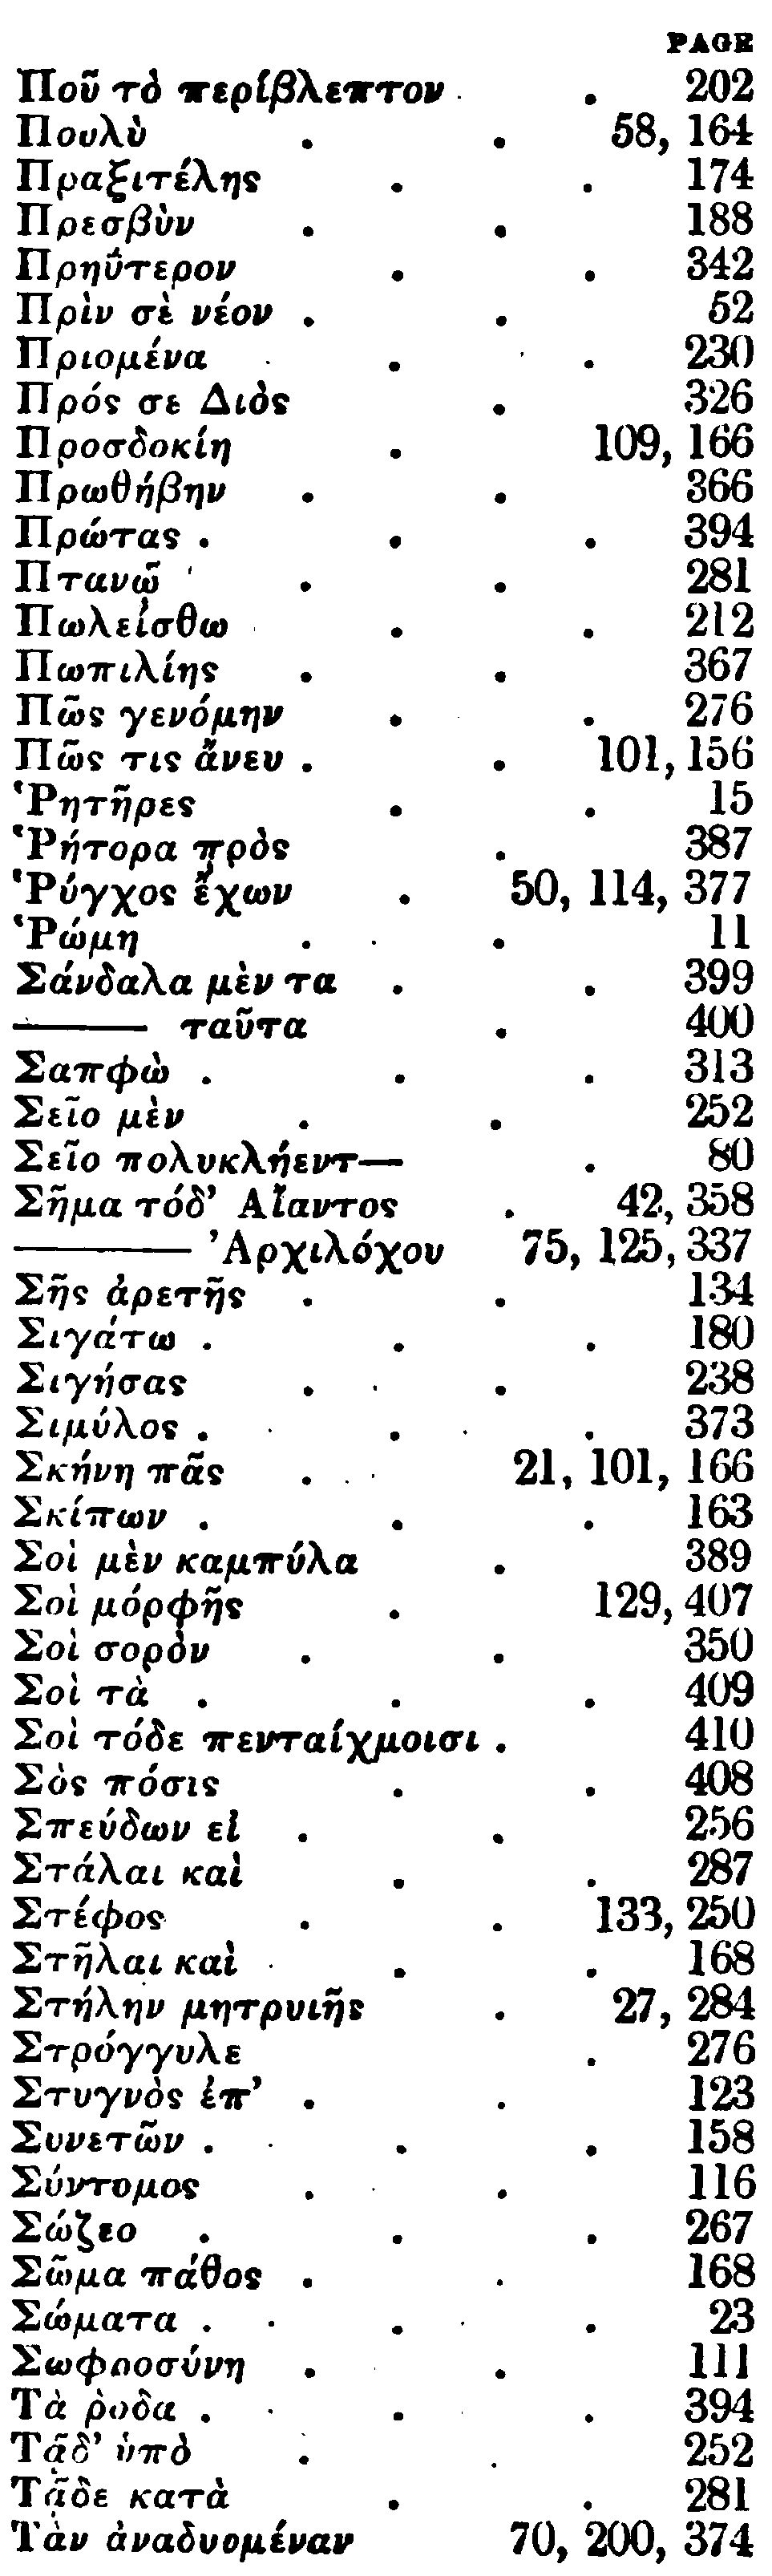 PAGE
Ποῦ τὸ περίβλεπτον . 202
Πουλὺ . . 58, 164
Πραξιτέλης . . 174
Πρεσβὺν . . 188
Πρηΰτερον . . 342
Πρὶν σὲ νέον . . 52
Πριομένα . . 230
Πρός σε Διὸς . 326
Προσδοκίη . 109, 166
Πρωθήβην . . 366
Πρώτας . . . 394
Πτανῷ . . 281
Πωλείσθω . . 212
Πωπιλίης . . 367
Πῶς γενόμην . . 276
Πῶς τις ἄνευ . . 101, 156
Ῥητῆρες . . 15
Ῥήτορα πρὸς . 387
Ῥύγχος ἔχων . 50, 114, 377
Ῥώμη . . 11
Σάνδαλα μὲν τα . . 399
——— ταῦτα . 400
Σαπφὼ . . . 313
Σεῖο μὲν . . 252
Σεῖο πολυκλήεντ— . 80
Σῆμα τόδ’ Αἴαντος . 42, 358
———— Ἀρχιλόχου 75, 125, 337
Σῆς ἀρετῆς . . 134
Σιγάτω . . . 180
Σιγήσας . . 238
Σιμύλος . . . 373
Σκήνη πᾶς . 21, 101, 166
Σκίπων . . . 163
Σοὶ μὲν καμπύλα . 389
Σοὶ μόρφῆς . 129, 407
Σοὶ σορὸν . . 350
Σοὶ τὰ . . . 409
Σοὶ τόδε πενταίχμοισι . 410
Σὸς πόσις . . 408
Σπεύδων εἰ . . 256
Στάλαι καὶ . . 287
Στέφος . . 133, 250
Στῆλαι καὶ . . 168
Στήλην μητρυιῆς . 27, 284
Στρόγγυλε . 276
Στυγνὸς ἐπ’ . . 123
Συνετῶν . . . 158
Σύντομος . . 116
Σώζεο . . . 267
Σῶμα πάθος . . 168
Σώματα . . . 23
Σωφροσύνη . . 111
Τὰ ῥοδα . . . 394
Τᾷδ’ ὑπὸ . . 252
Τᾷδε κατὰ . . 281
Τὰν ἀναδυομέναν 70, 200, 374